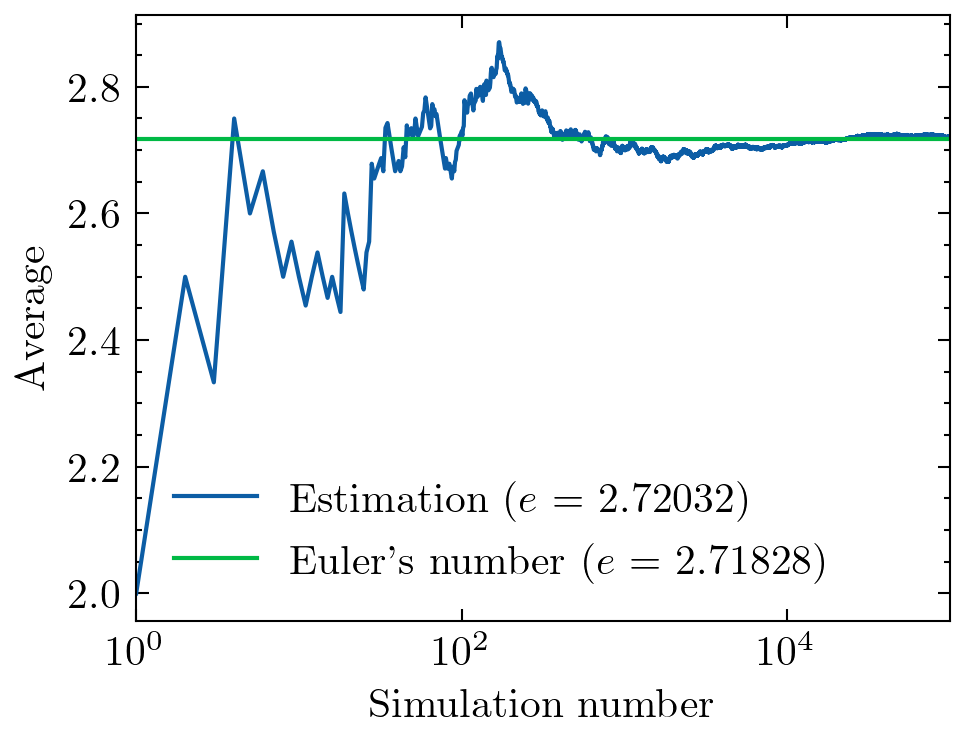 2.8
2.6
2.4
2.2
2.0
Average
Estimation (e = 2.72032)
Euler's number (e = 2.71828)
10⁰
10²
10⁴
Simulation number